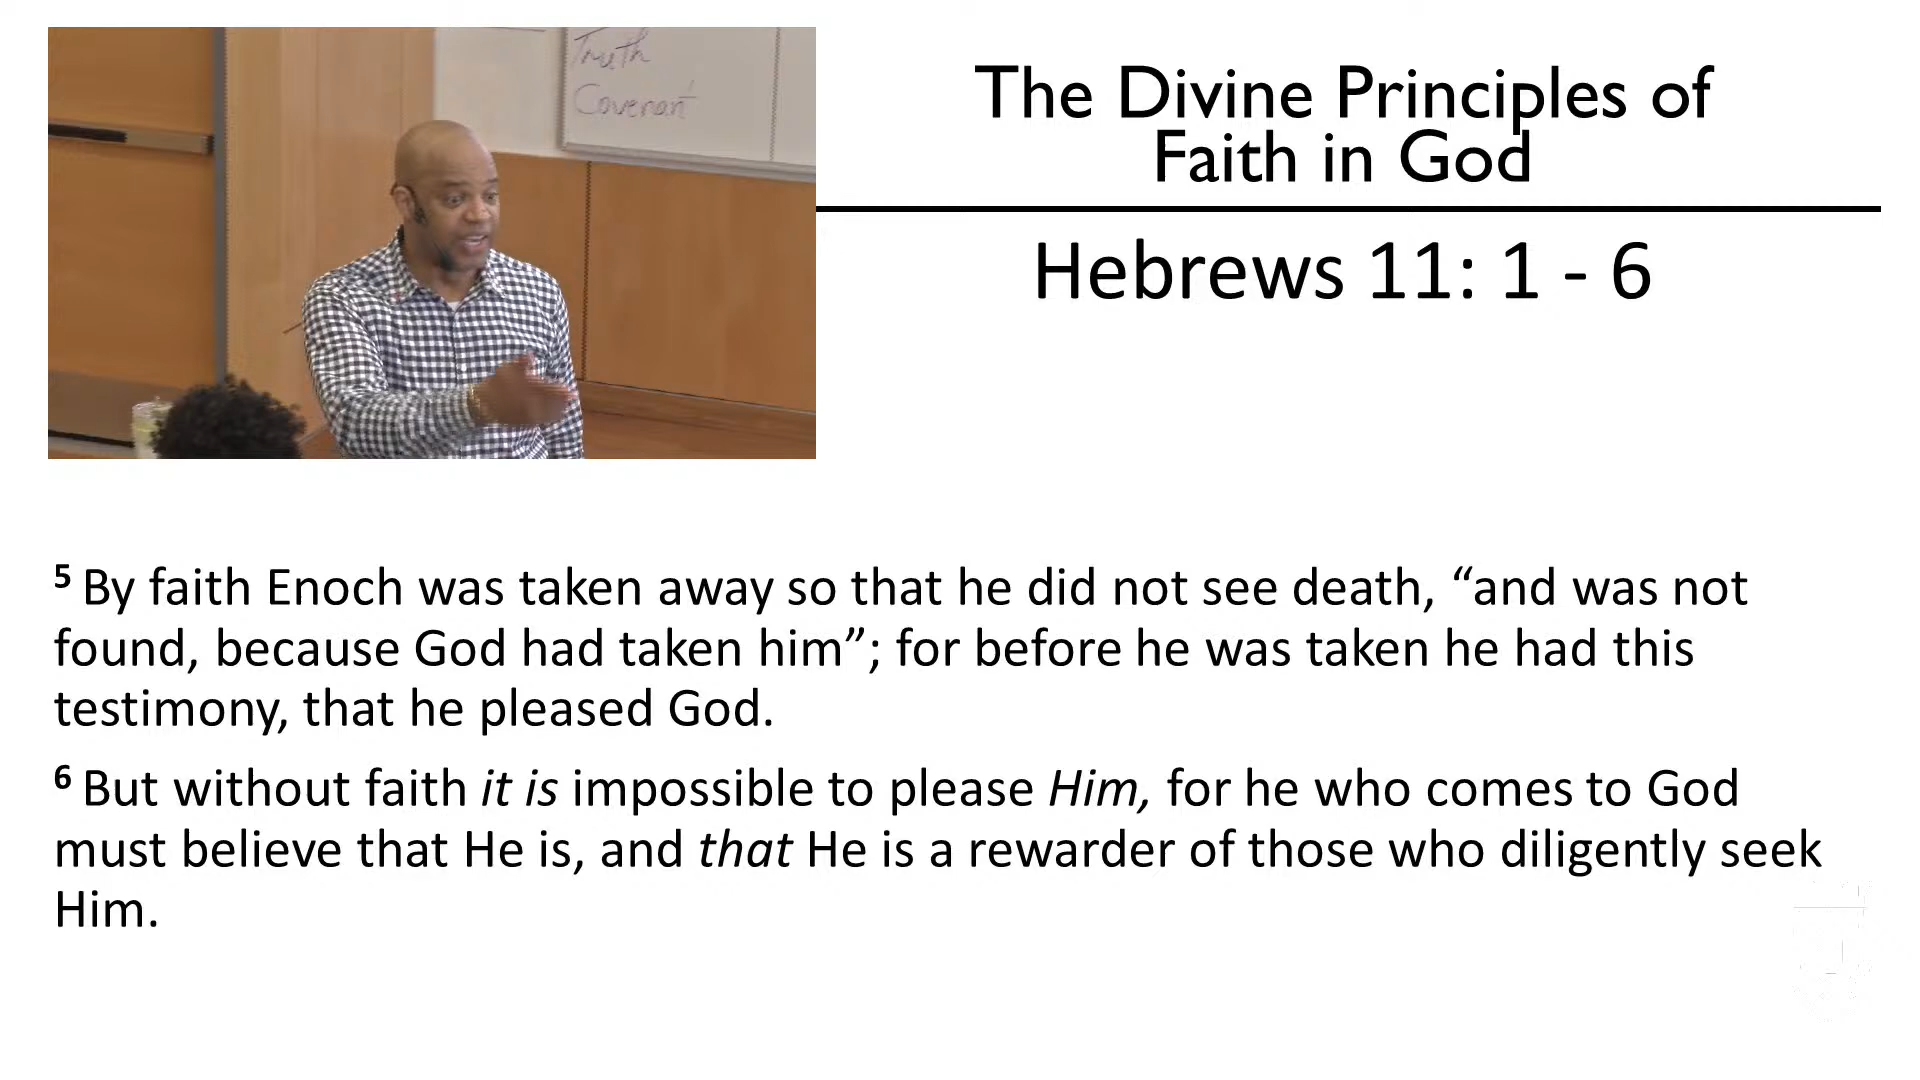 Truth
Covenant
The Divine Principles of
Faith in God
Hebrews 11: 1 - 6
5 By faith Enoch was taken away so that he did not see death, “and was not
found, because God had taken him”; for before he was taken he had this
testimony, that he pleased God.
6 But without faith it is impossible to please Him, for he who comes to God
must believe that He is, and that He is a rewarder of those who diligently seek
Him.